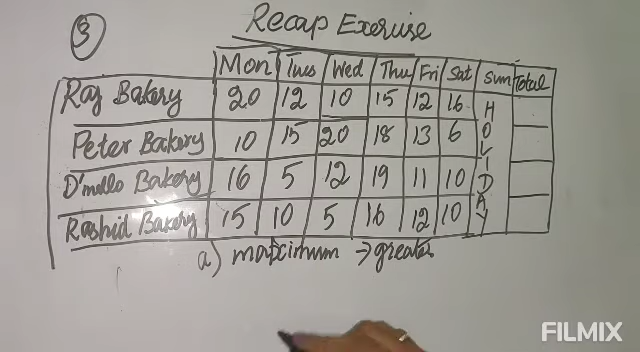 3
Recap Exercise
Mon Tues Wed Thu Fri Sat Sun Total
Raj Bakery 20 12 10 15 12 16
Peter Bakery 10 15 20 18 13 6
D'mello Bakery 16 5 12 19 11 10
Rashid Bakery 15 10 5 16 12 10
HOLIDAY
a) maximum → greater
FILMIX